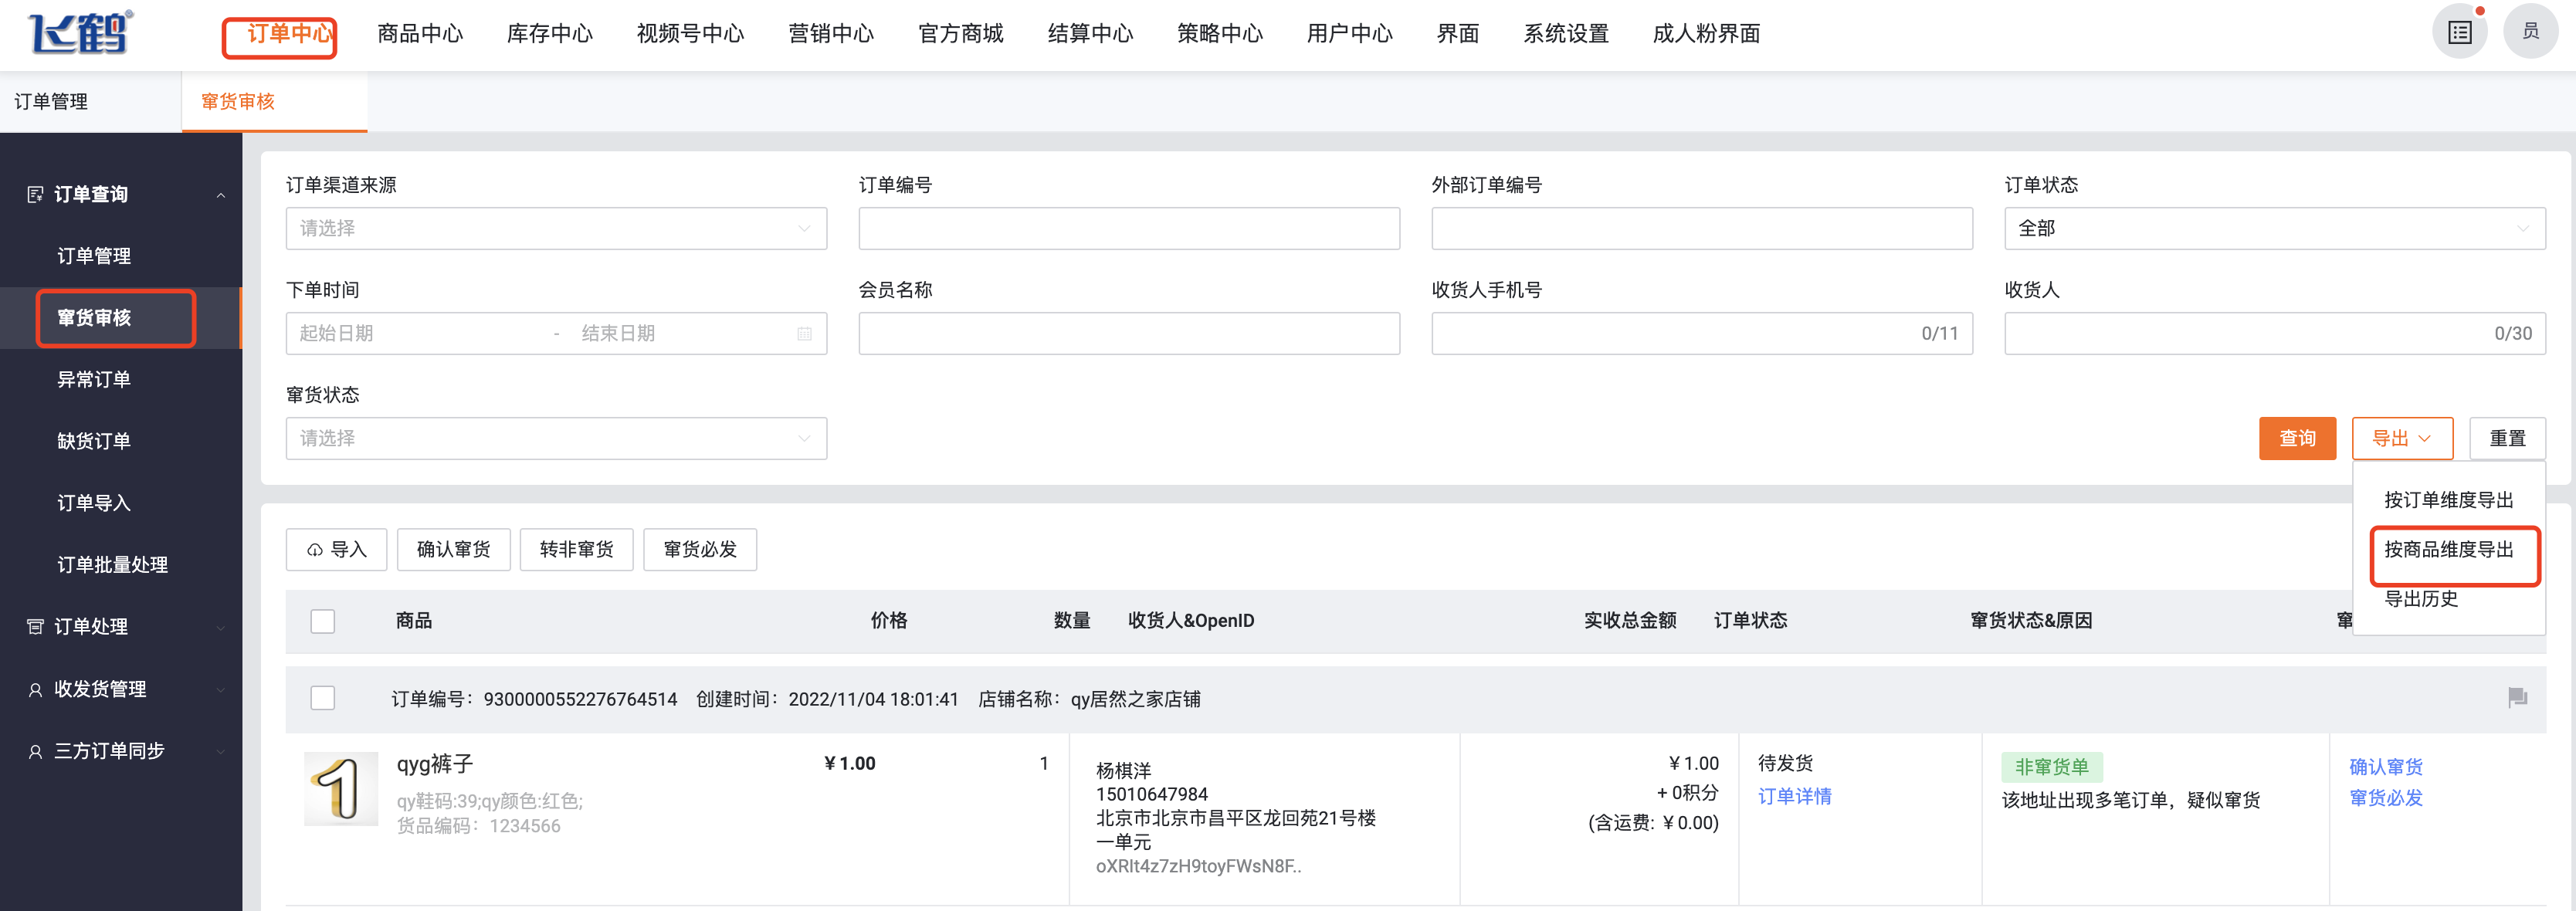 飞鹤®
订单中心 商品中心 库存中心 视频号中心 营销中心 官方商城 结算中心 策略中心 用户中心 界面 系统设置 成人粉界面
员
订单管理 窜货审核
订单查询
订单管理
窜货审核
异常订单
缺货订单
订单导入
订单批量处理
订单处理
收发货管理
三方订单同步
订单渠道来源 订单编号 外部订单编号 订单状态
请选择 全部
下单时间 会员名称 收货人手机号 收货人
起始日期 - 结束日期 0/11 0/30
窜货状态
请选择
查询 导出 重置
按订单维度导出
按商品维度导出
导出历史
导入 确认窜货 转非窜货 窜货必发
商品 价格 数量 收货人&OpenID 实收总金额 订单状态 窜货状态&原因
订单编号：9300000552276764514 创建时间：2022/11/04 18:01:41 店铺名称：qy居然之家店铺
1
qyg裤子
qy鞋码:39;qy颜色:红色;
货品编码：1234566
¥1.00
1
杨棋洋
15010647984
北京市北京市昌平区龙回苑21号楼
一单元
oXRIt4z7zH9toyFWsN8F..
¥1.00
+ 0积分
(含运费: ¥0.00)
待发货
订单详情
非窜货单
该地址出现多笔订单，疑似窜货
确认窜货
窜货必发